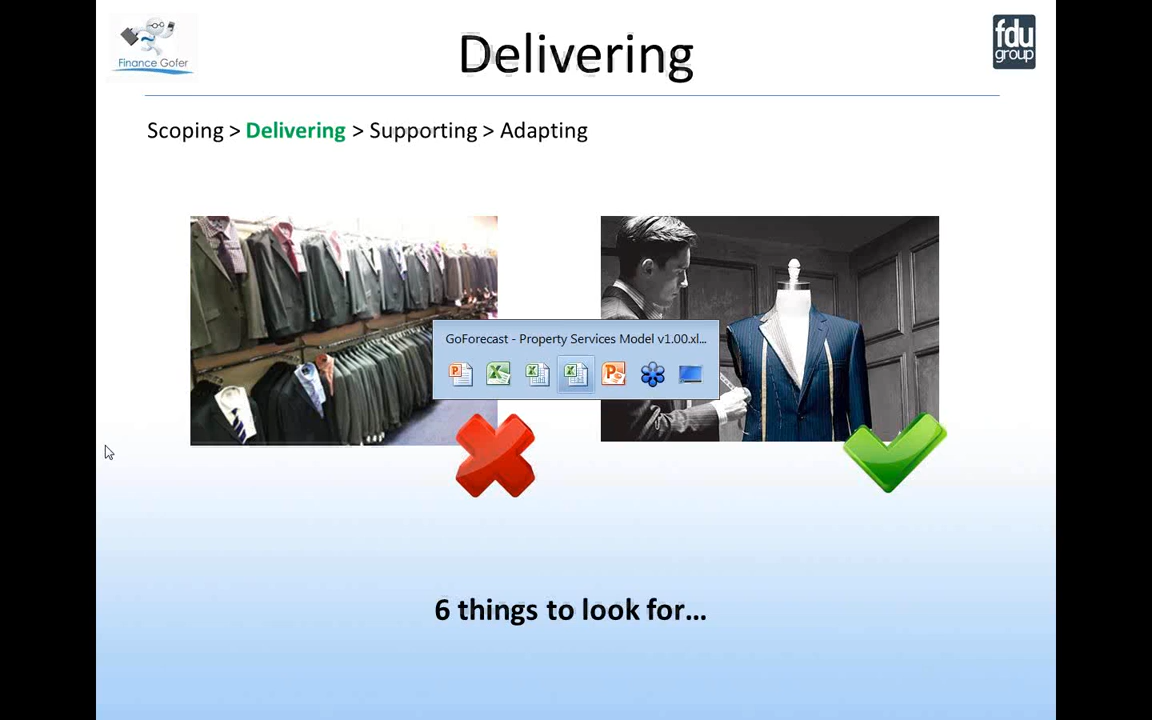 Finance Gofer
Delivering
fdu
group
Scoping > Delivering > Supporting > Adapting
GoForecast - Property Services Model v1.00.xl...
6 things to look for...